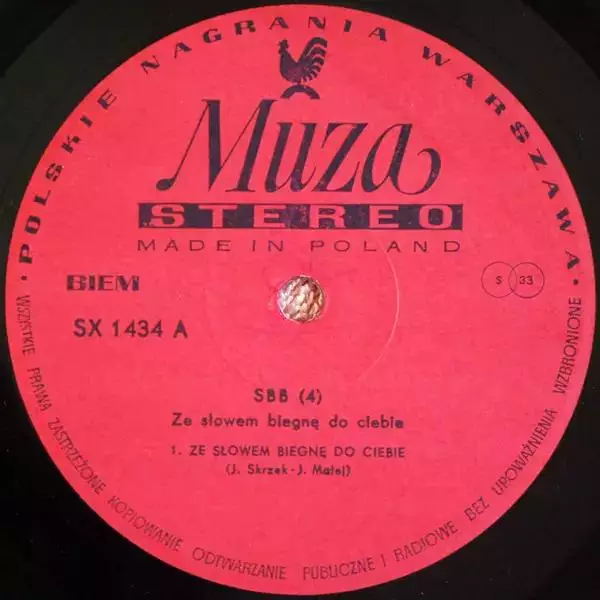 • POLSKIE NAGRANIA WARSZAWA •
Muza
STEREO
MADE IN POLAND
BIEM
S 33
SX 1434 A
SBB (4)
Ze słowem biegnę do ciebie
1. ZE SŁOWEM BIEGNĘ DO CIEBIE
(J. Skrzek-J. Matej)
WSZYSTKIE PRAWA ZASTRZEŻONE KOPIOWANIE ODTWARZANIE PUBLICZNE I RADIOWE BEZ UPOWAŻNIENIA WZBRONIONE